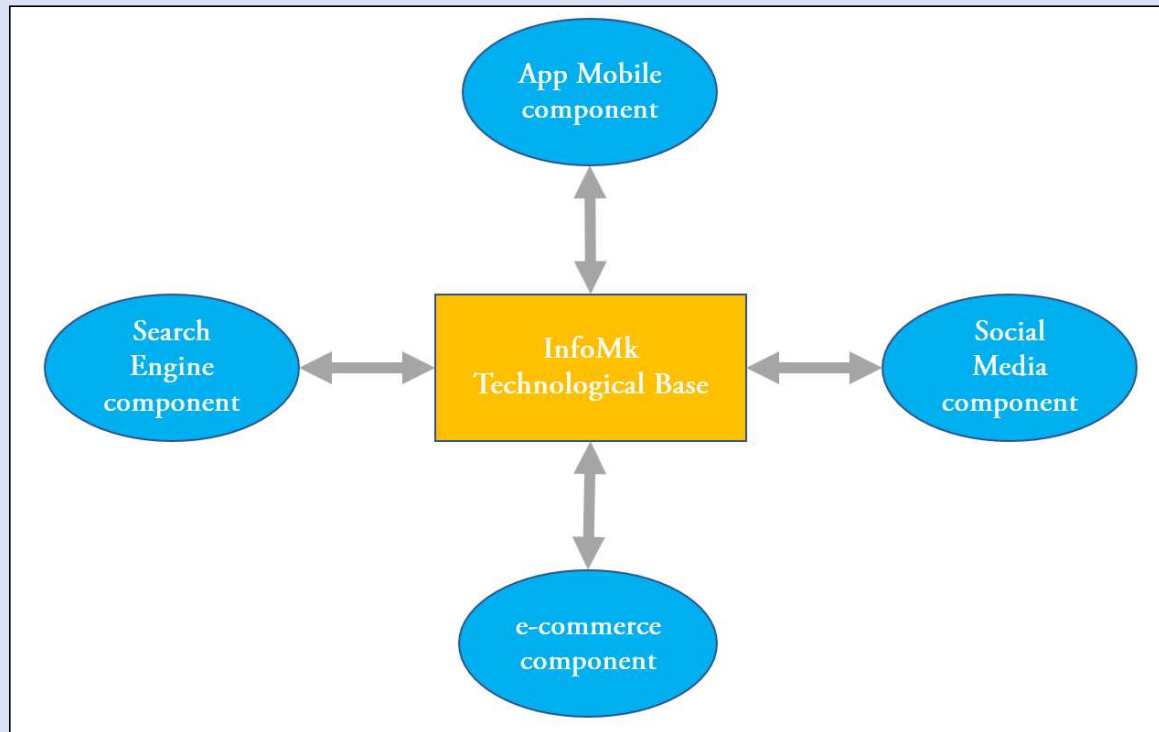 App Mobile
component
Search
Engine
component
InfoMk
Technological Base
Social
Media
component
e-commerce
component